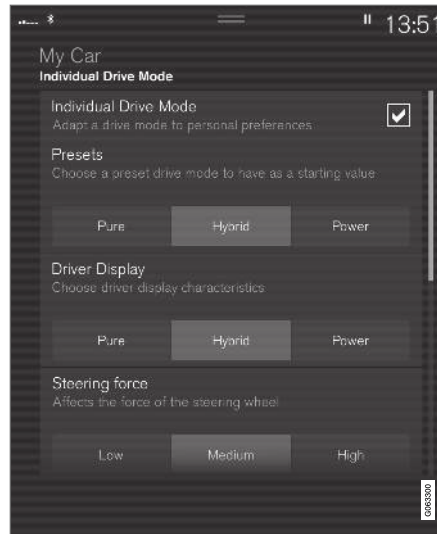 13:51
My Car
Individual Drive Mode
Individual Drive Mode
Adapt a drive mode to personal preferences
Presets
Choose a preset drive mode to have as a starting value
Pure Hybrid Power
Driver Display
Choose driver display characteristics
Pure Hybrid Power
Steering force
Affects the force of the steering wheel
Low Medium High
G063300